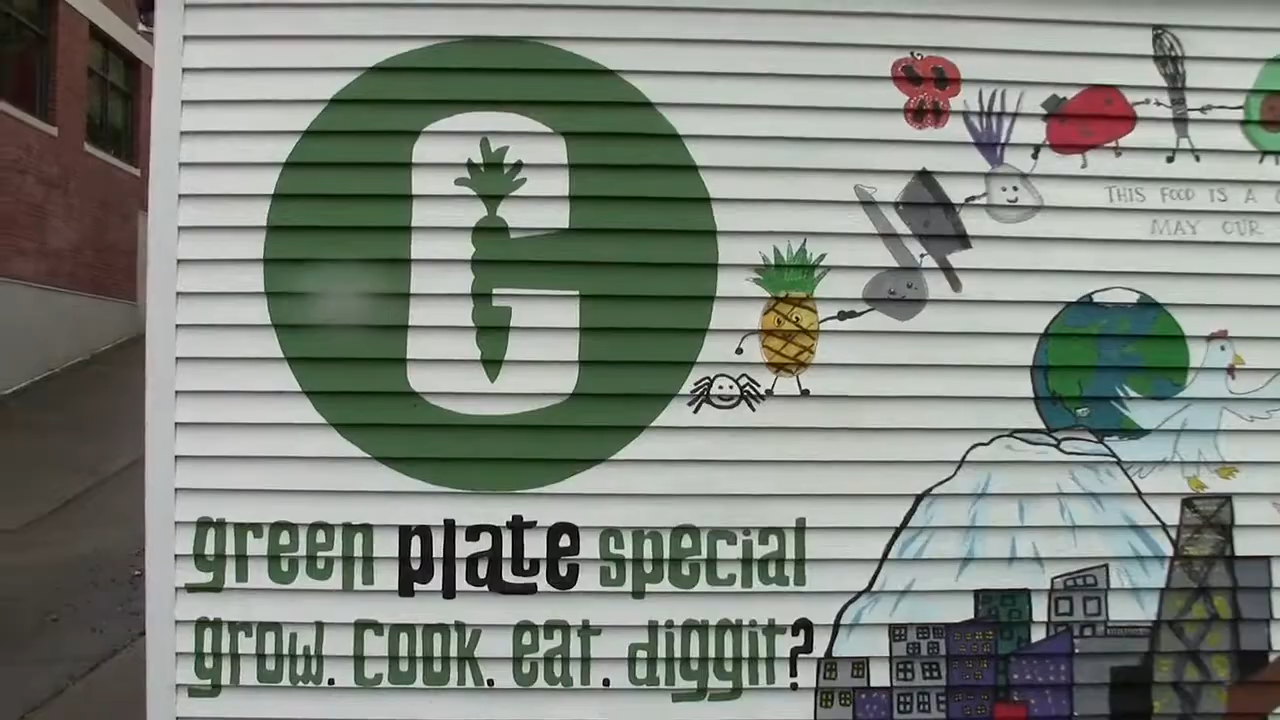 G
THIS FOOD IS A
MAY OUR
green plate special
grow. cook. eat. diggit?